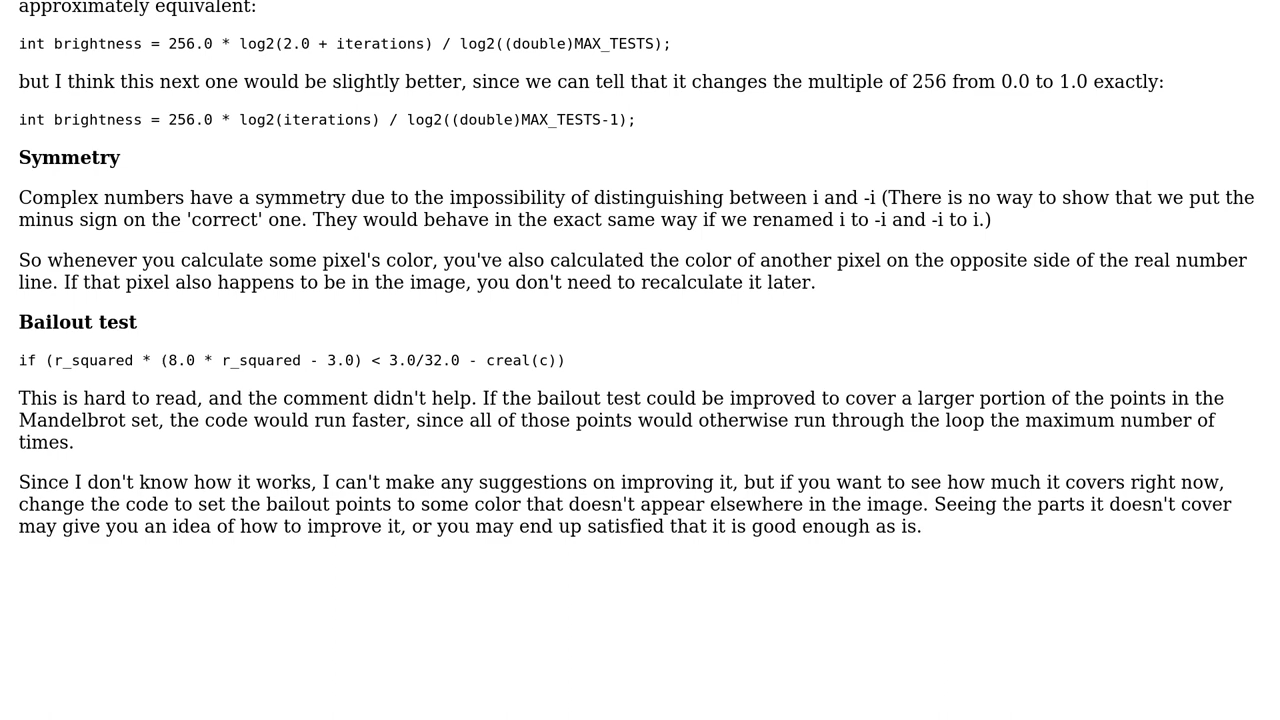 approximately equivalent:
int brightness = 256.0 * log2(2.0 + iterations) / log2((double)MAX_TESTS);
but I think this next one would be slightly better, since we can tell that it changes the multiple of 256 from 0.0 to 1.0 exactly:
int brightness = 256.0 * log2(iterations) / log2((double)MAX_TESTS-1);
Symmetry
Complex numbers have a symmetry due to the impossibility of distinguishing between i and -i (There is no way to show that we put the
minus sign on the 'correct' one. They would behave in the exact same way if we renamed i to -i and -i to i.)
So whenever you calculate some pixel's color, you've also calculated the color of another pixel on the opposite side of the real number
line. If that pixel also happens to be in the image, you don't need to recalculate it later.
Bailout test
if (r_squared * (8.0 * r_squared - 3.0) < 3.0/32.0 - creal(c))
This is hard to read, and the comment didn't help. If the bailout test could be improved to cover a larger portion of the points in the
Mandelbrot set, the code would run faster, since all of those points would otherwise run through the loop the maximum number of
times.
Since I don't know how it works, I can't make any suggestions on improving it, but if you want to see how much it covers right now,
change the code to set the bailout points to some color that doesn't appear elsewhere in the image. Seeing the parts it doesn't cover
may give you an idea of how to improve it, or you may end up satisfied that it is good enough as is.